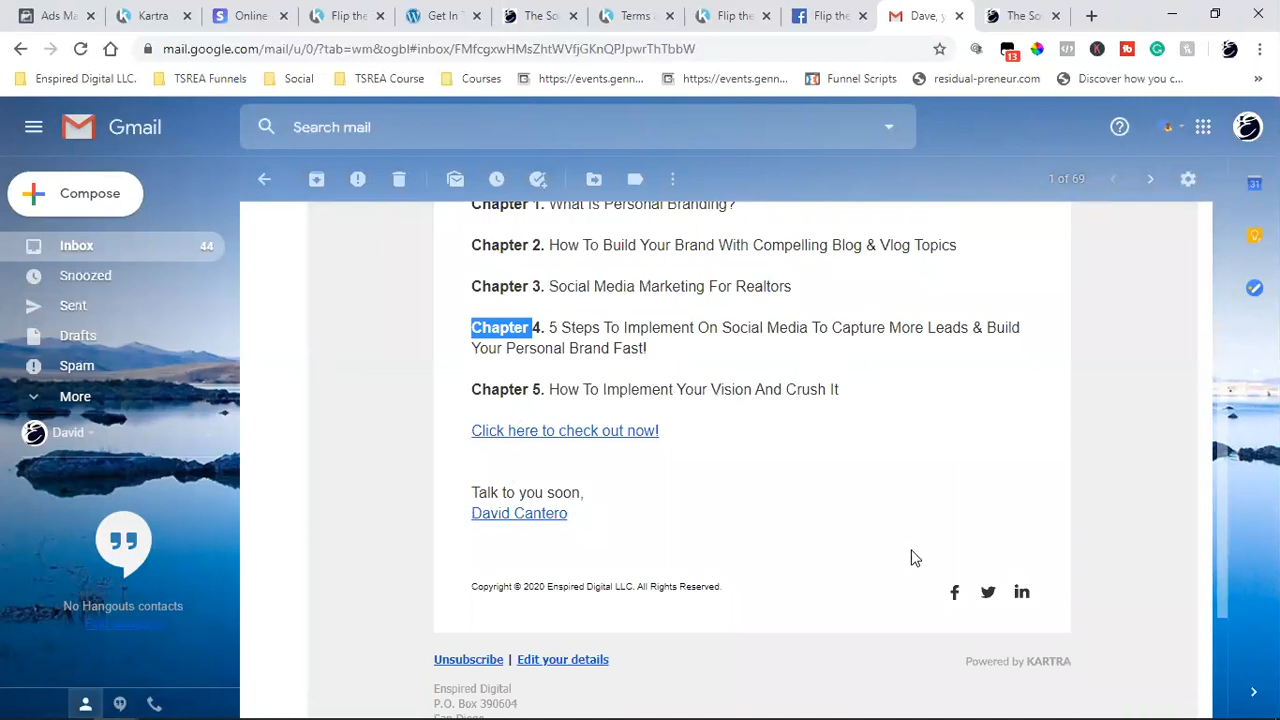 Ads Ma
Kartra
Online
Flip the
Get In T
The So
Terms
Flip the
Flip the
Dave, y
The So
mail.google.com/mail/u/0/?tab=wm&ogbl#inbox/FMfcgxwHMsZhtWVfjGKnQPJpwrThTbbW
13
Enspired Digital LLC.
TSREA Funnels
Social
TSREA Course
Courses
https://events.genn...
https://events.genn...
Funnel Scripts
residual-preneur.com
Discover how you c...
Gmail
Search mail
Compose
1 of 69
Inbox 44
Snoozed
Sent
Drafts
Spam
More
David
No Hangouts contacts
Chapter 1. What Is Personal Branding?
Chapter 2. How To Build Your Brand With Compelling Blog & Vlog Topics
Chapter 3. Social Media Marketing For Realtors
Chapter 4. 5 Steps To Implement On Social Media To Capture More Leads & Build
Your Personal Brand Fast!
Chapter 5. How To Implement Your Vision And Crush It
Click here to check out now!
Talk to you soon,
David Cantero
Copyright © 2020 Enspired Digital LLC. All Rights Reserved.
Unsubscribe | Edit your details
Powered by KARTRA
Enspired Digital
P.O. Box 390604
San Diego
31